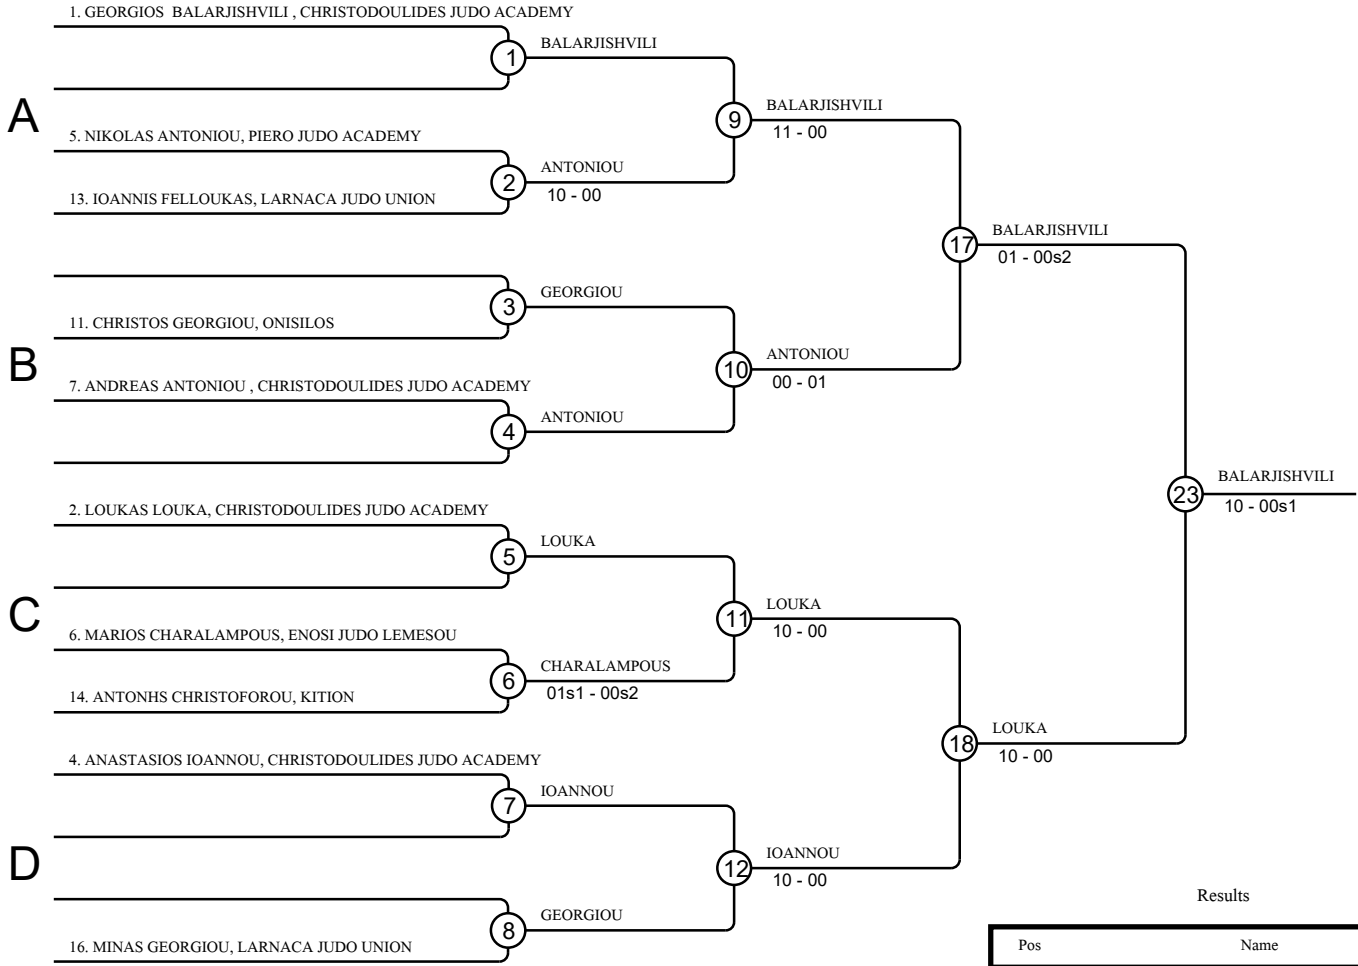 1. GEORGIOS  BALARJISHVILI , CHRISTODOULIDES JUDO ACADEMY
1
BALARJISHVILI
A
9
BALARJISHVILI
11 - 00
5. NIKOLAS ANTONIOU, PIERO JUDO ACADEMY
2
ANTONIOU
10 - 00
13. IOANNIS FELLOUKAS, LARNACA JUDO UNION
17
BALARJISHVILI
01 - 00s2
3
GEORGIOU
11. CHRISTOS GEORGIOU, ONISILOS
B
10
ANTONIOU
00 - 01
7. ANDREAS ANTONIOU , CHRISTODOULIDES JUDO ACADEMY
4
ANTONIOU
23
BALARJISHVILI
10 - 00s1
2. LOUKAS LOUKA, CHRISTODOULIDES JUDO ACADEMY
5
LOUKA
C
11
LOUKA
10 - 00
6. MARIOS CHARALAMPOUS, ENOSI JUDO LEMESOU
6
CHARALAMPOUS
01s1 - 00s2
14. ANTONHS CHRISTOFOROU, KITION
18
LOUKA
10 - 00
4. ANASTASIOS IOANNOU, CHRISTODOULIDES JUDO ACADEMY
7
IOANNOU
D
12
IOANNOU
10 - 00
8
GEORGIOU
16. MINAS GEORGIOU, LARNACA JUDO UNION
Results
Pos Name